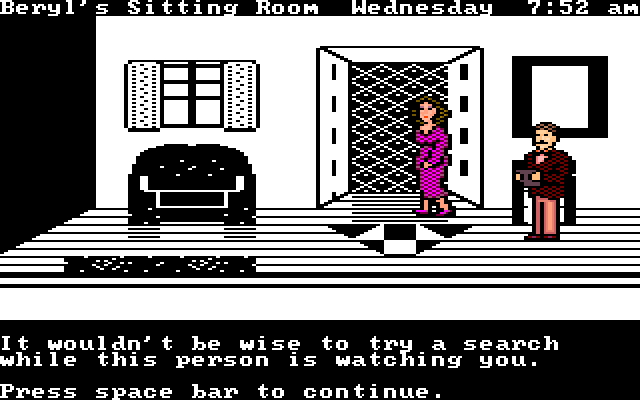 Beryl's Sitting Room  Wednesday  7:52 am
It wouldn't be wise to try a search
while this person is watching you.
Press space bar to continue.